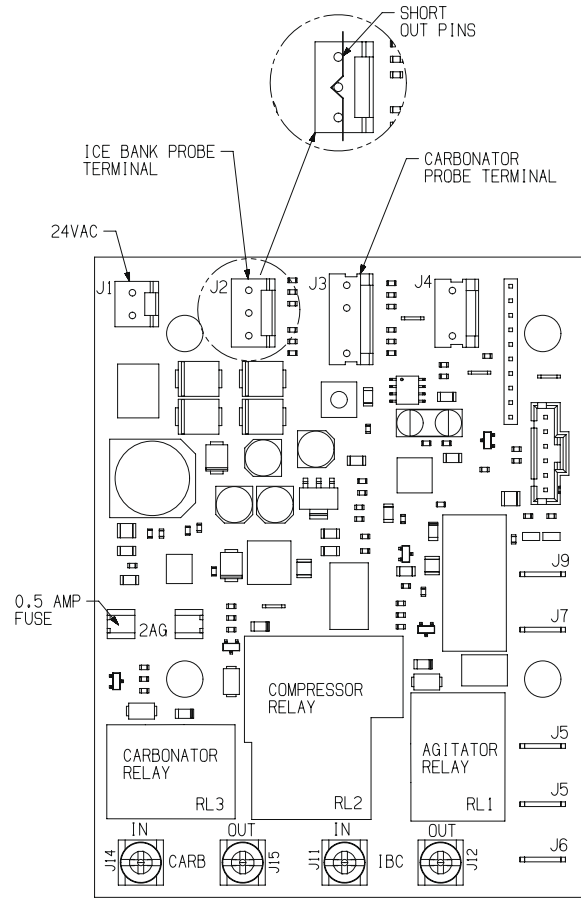 SHORT
OUT PINS
ICE BANK PROBE
TERMINAL
CARBONATOR
PROBE TERMINAL
24VAC
J1
J2
J3
J4
J9
0.5 AMP
FUSE
2AG
J7
COMPRESSOR
RELAY
CARBONATOR
RELAY
AGITATOR
RELAY
J5
RL3
RL2
RL1
J5
IN
OUT
IN
OUT
J14
CARB
J15
J11
IBC
J12
J6